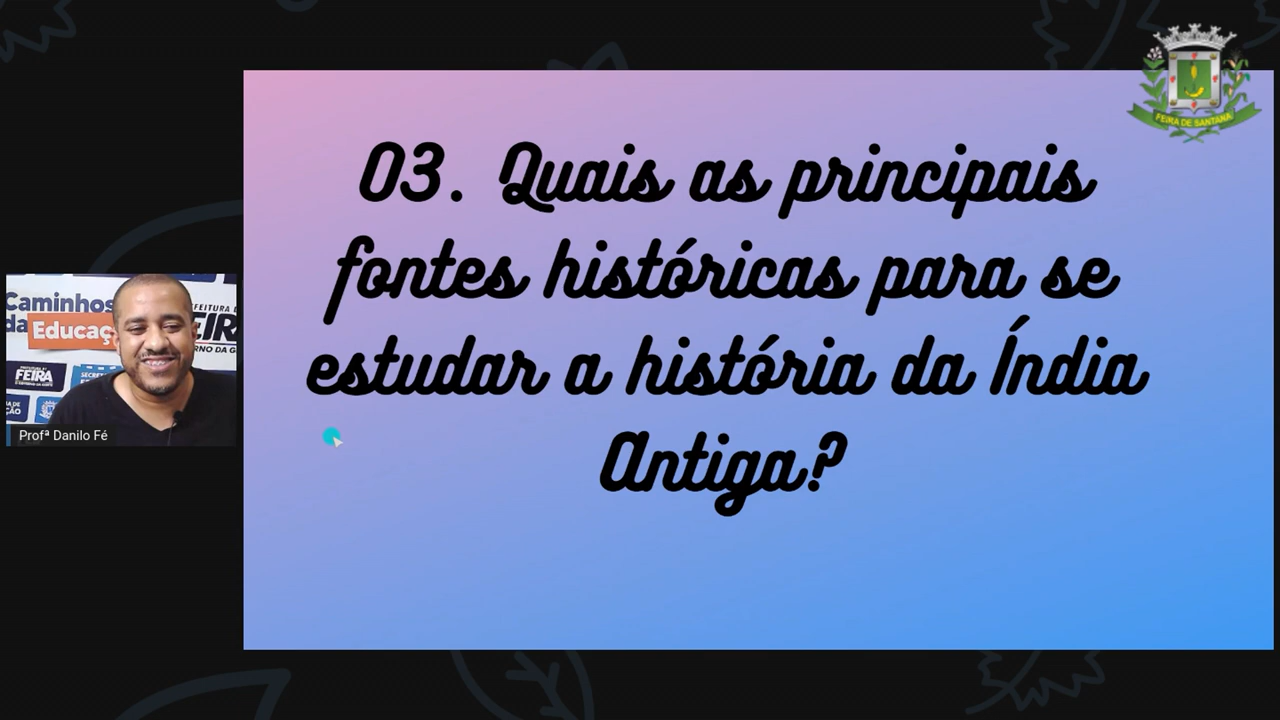 FEIRA DE SANTANA
03. Quais as principais
fontes históricas para se
estudar a história da Índia
Antiga?
Caminhos
da Educaç
FEIRA
Profª Danilo Fé